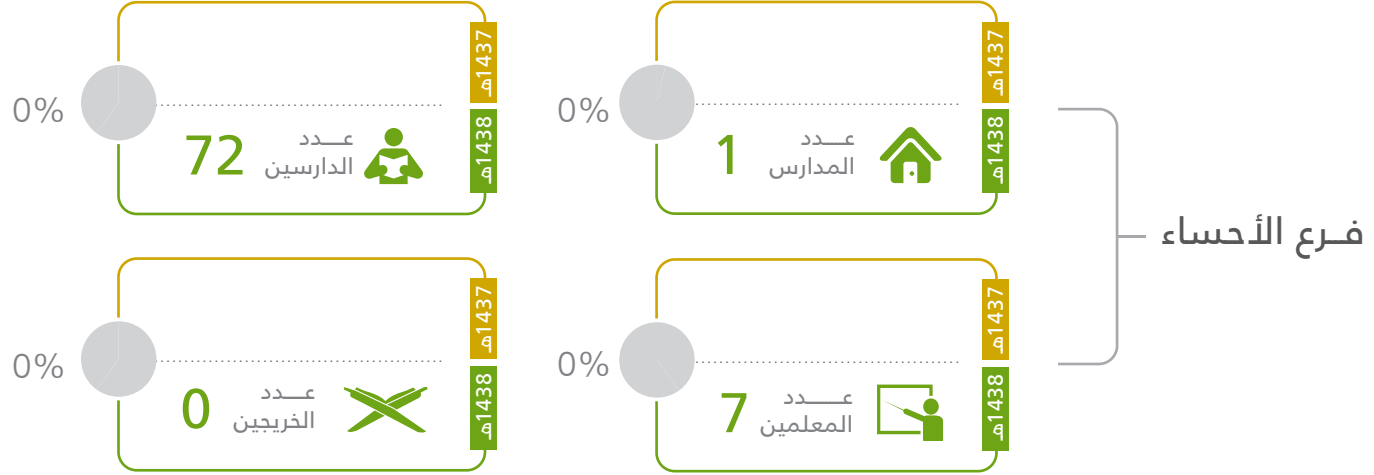 فـرع الأحساء
1437هـ
1438هـ
عـــدد
المدارس
1
0%
1437هـ
1438هـ
عـــدد
الدارسين
72
0%
1437هـ
1438هـ
عـــدد
المعلمين
7
0%
1437هـ
1438هـ
عـــدد
الخريجين
0
0%